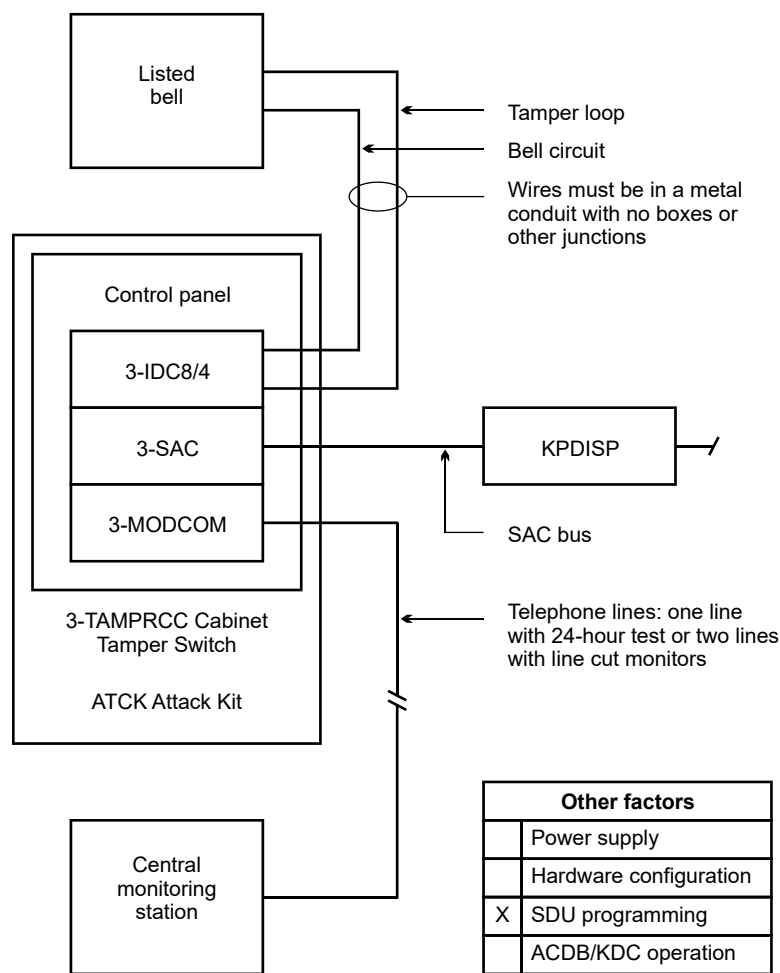 Listed
bell
Tamper loop
Bell circuit
Wires must be in a metal
conduit with no boxes or
other junctions
Control panel
3-IDC8/4
3-SAC
3-MODCOM
KPDISP
SAC bus
3-TAMPRCC Cabinet
Tamper Switch
ATCK Attack Kit
Telephone lines: one line
with 24-hour test or two lines
with line cut monitors
Central
monitoring
station
Other factors
Power supply
Hardware configuration
X SDU programming
ACDB/KDC operation